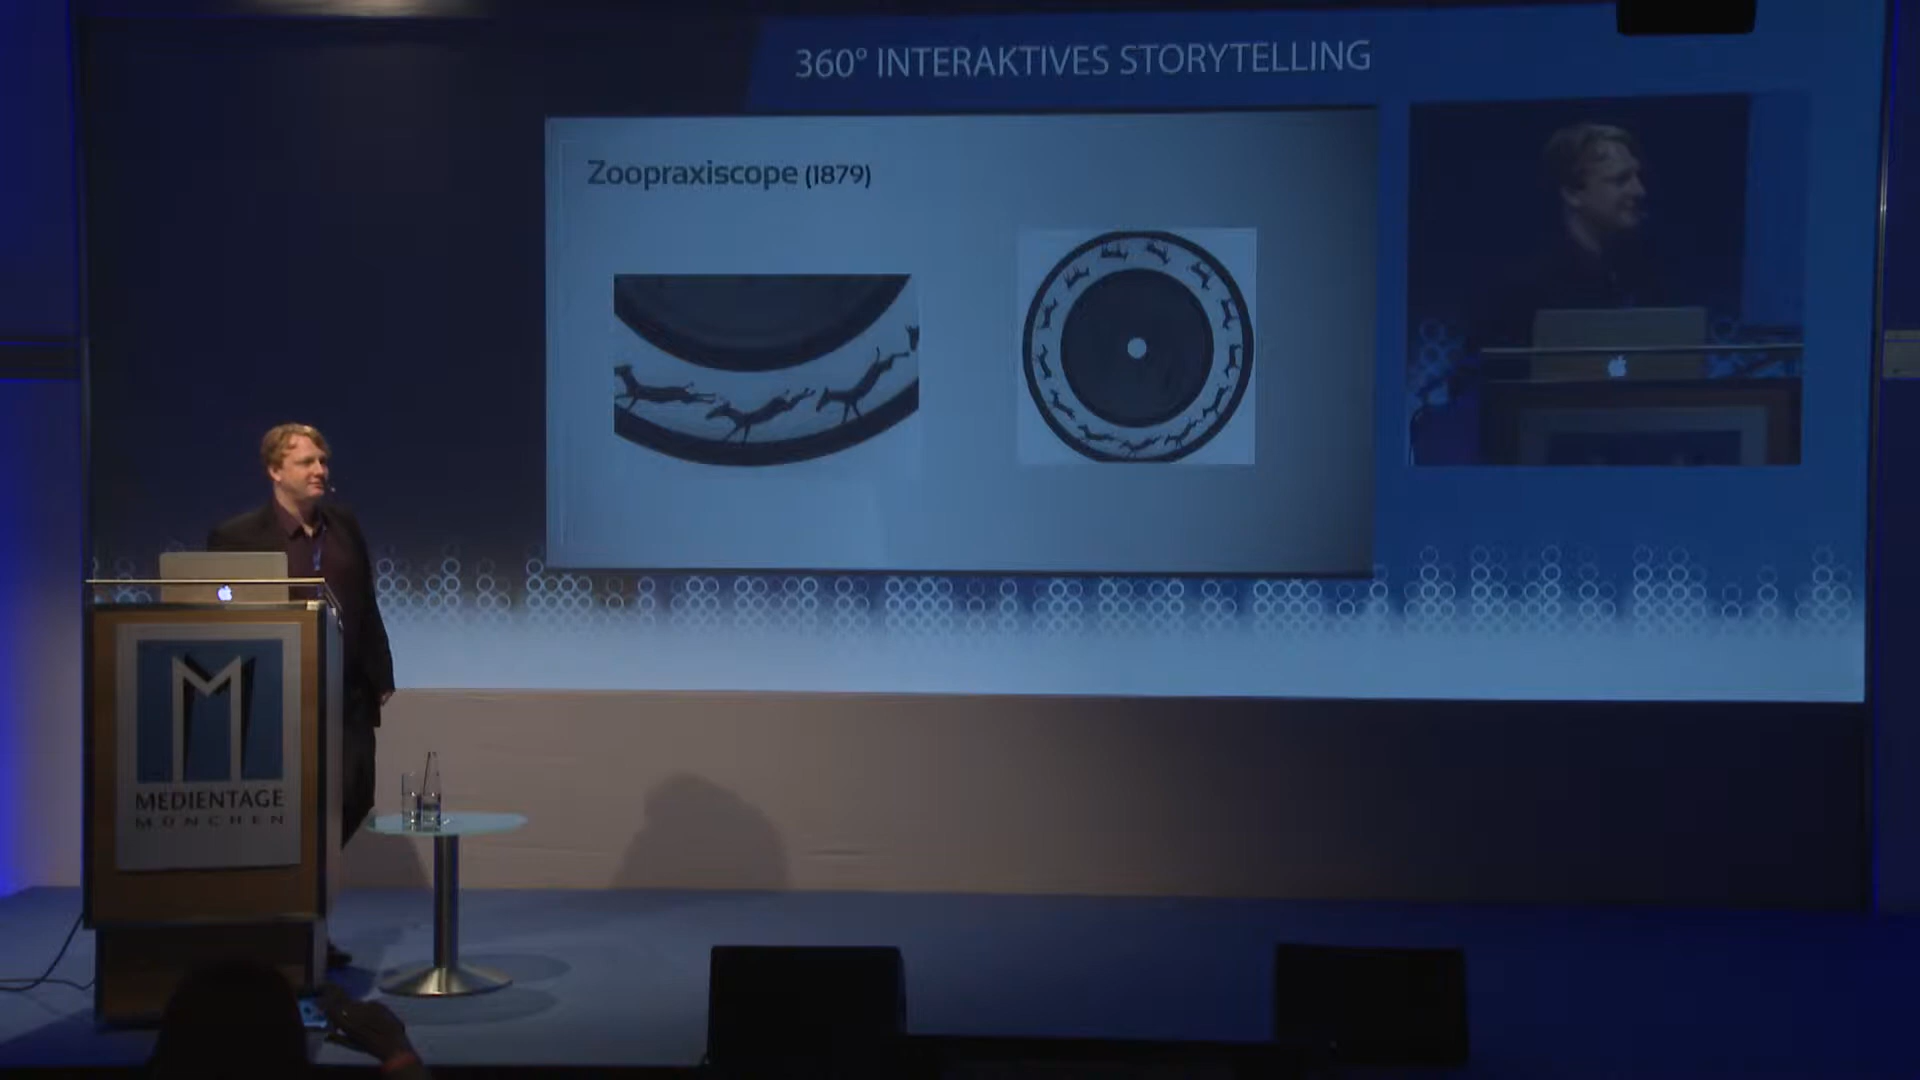 360° INTERAKTIVES STORYTELLING
Zoopraxiscope (1879)
MEDIENTAGE
MÜNCHEN